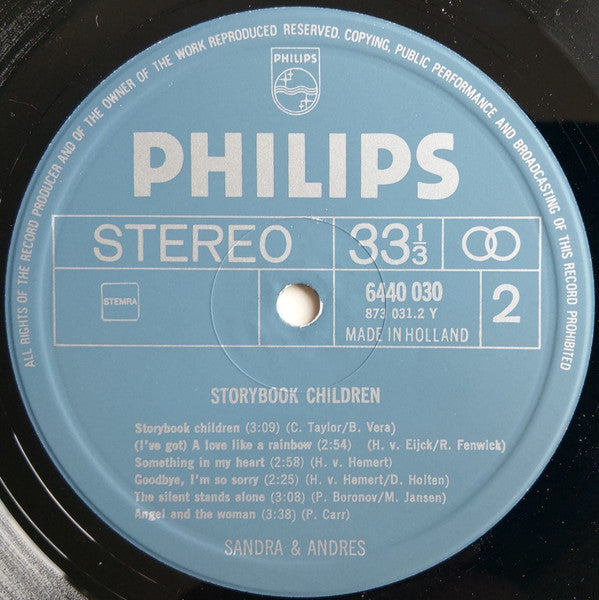 ALL RIGHTS OF THE RECORD PRODUCER AND OF THE OWNER OF THE WORK REPRODUCED RESERVED. COPYING, PUBLIC PERFORMANCE AND BROADCASTING OF THIS RECORD PROHIBITED
PHILIPS
PHILIPS
STEREO 33 1/3
STEMRA 6440 030 2
873 031.2 Y
MADE IN HOLLAND
STORYBOOK CHILDREN
Storybook children (3:09) (C. Taylor/B. Vera)
(I've got) A love like a rainbow (2:54) (H. v. Eijck/R. Fenwick)
Something in my heart (2:58) (H. v. Hemert)
Goodbye, I'm so sorry (2:25) (H. v. Hemert/D. Holten)
The silent stands alone (3:08) (P. Boronov/M. Jansen)
Angel and the woman (3:38) (P. Carr)
SANDRA & ANDRES